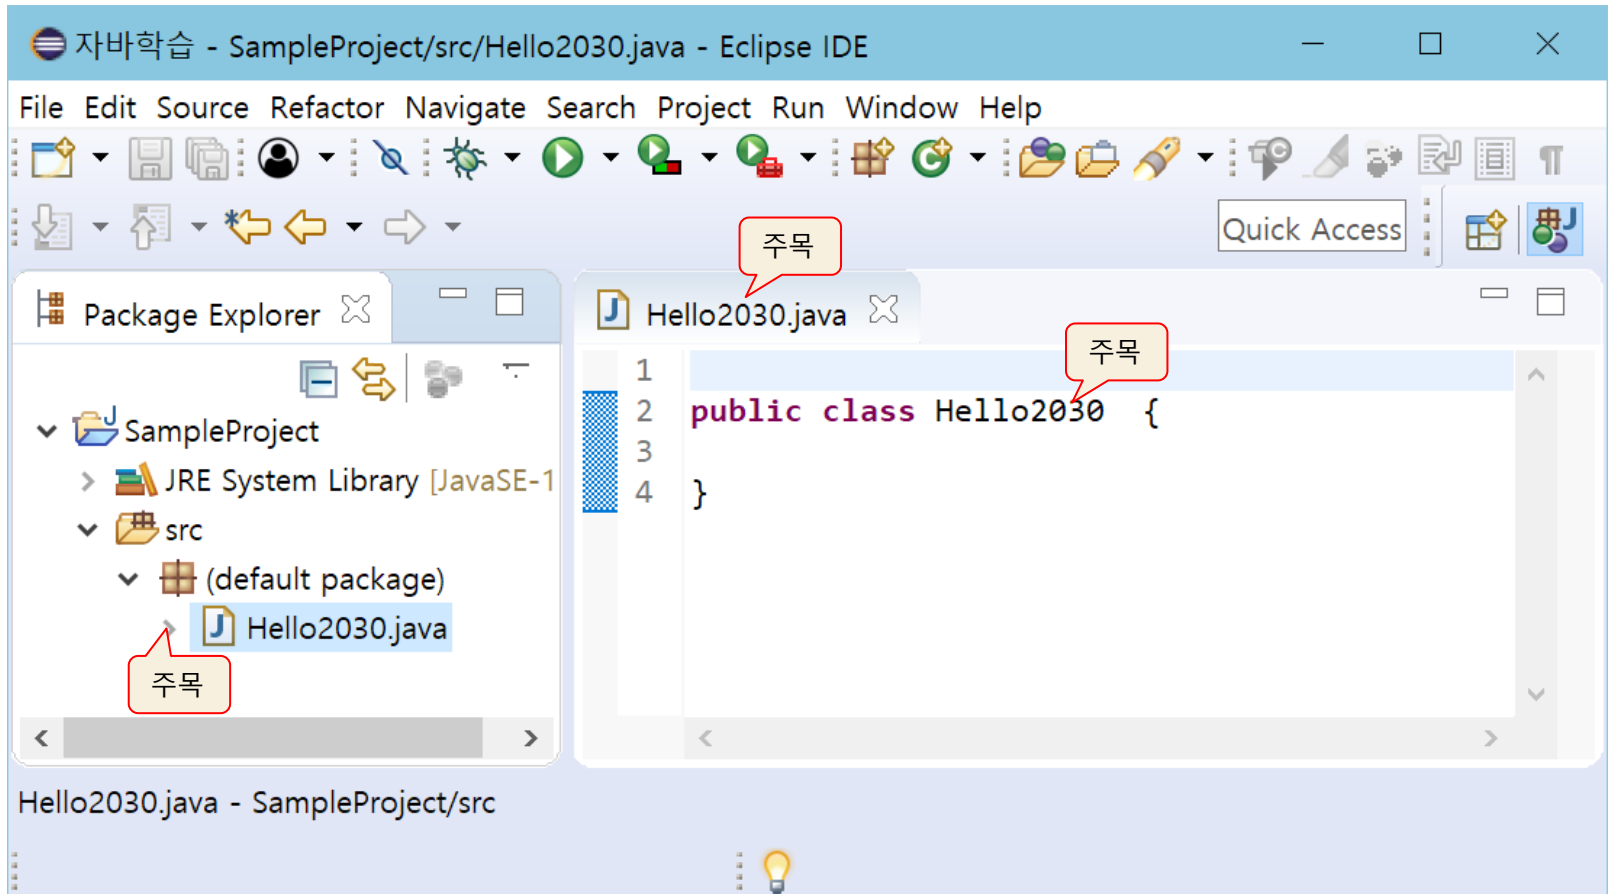 자바학습 - SampleProject/src/Hello2030.java - Eclipse IDE
File Edit Source Refactor Navigate Search Project Run Window Help
Quick Access
주목
Package Explorer
Hello2030.java
주목
1
2 public class Hello2030 {
3
4 }
SampleProject
JRE System Library [JavaSE-1
src
(default package)
Hello2030.java
주목
Hello2030.java - SampleProject/src